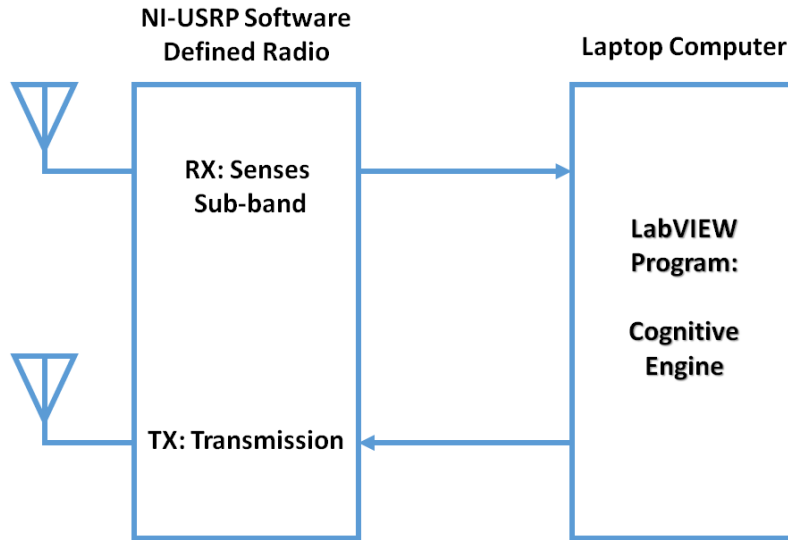 NI-USRP Software
Defined Radio
Laptop Computer
RX: Senses
Sub-band
LabVIEW
Program:
Cognitive
Engine
TX: Transmission